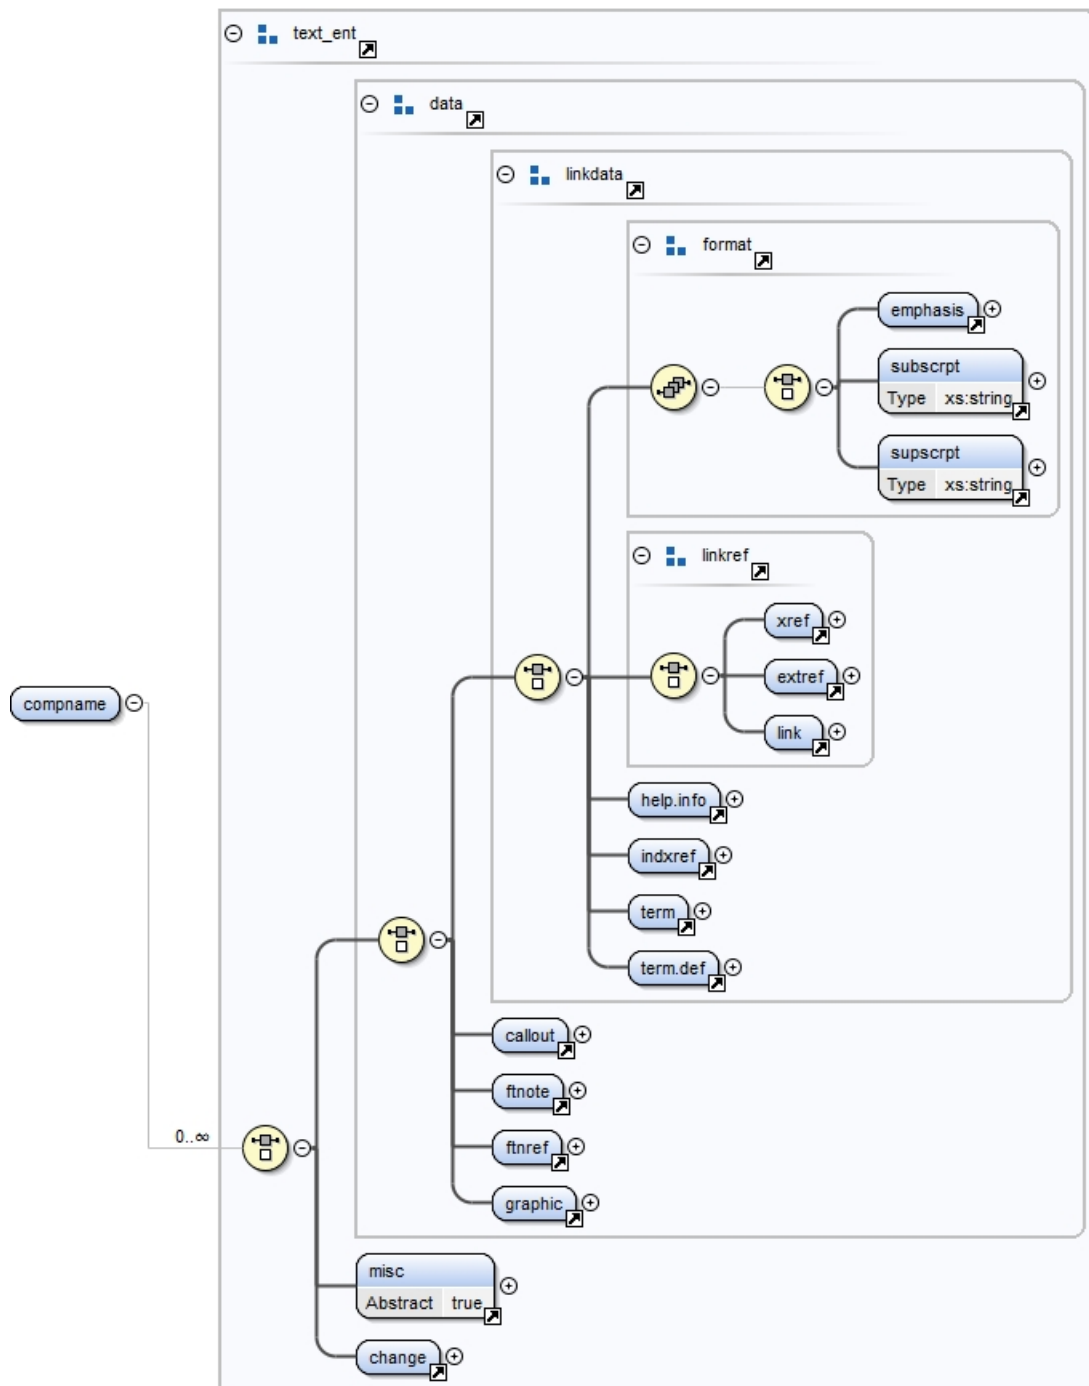 text_ent
data
linkdata
format
emphasis
subscrpt
Type xs:string
supscrpt
Type xs:string
linkref
xref
extref
link
compname
help.info
indxref
term
term.def
callout
ftnote
0..∞
ftnref
graphic
misc
Abstract true
change